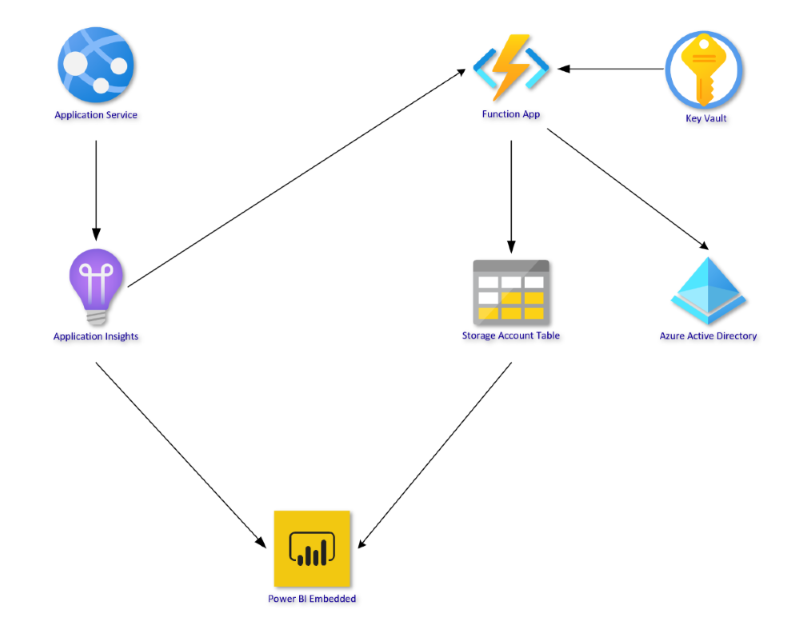 Application Service
Function App
Key Vault
Application Insights
Storage Account Table
Azure Active Directory
Power BI Embedded